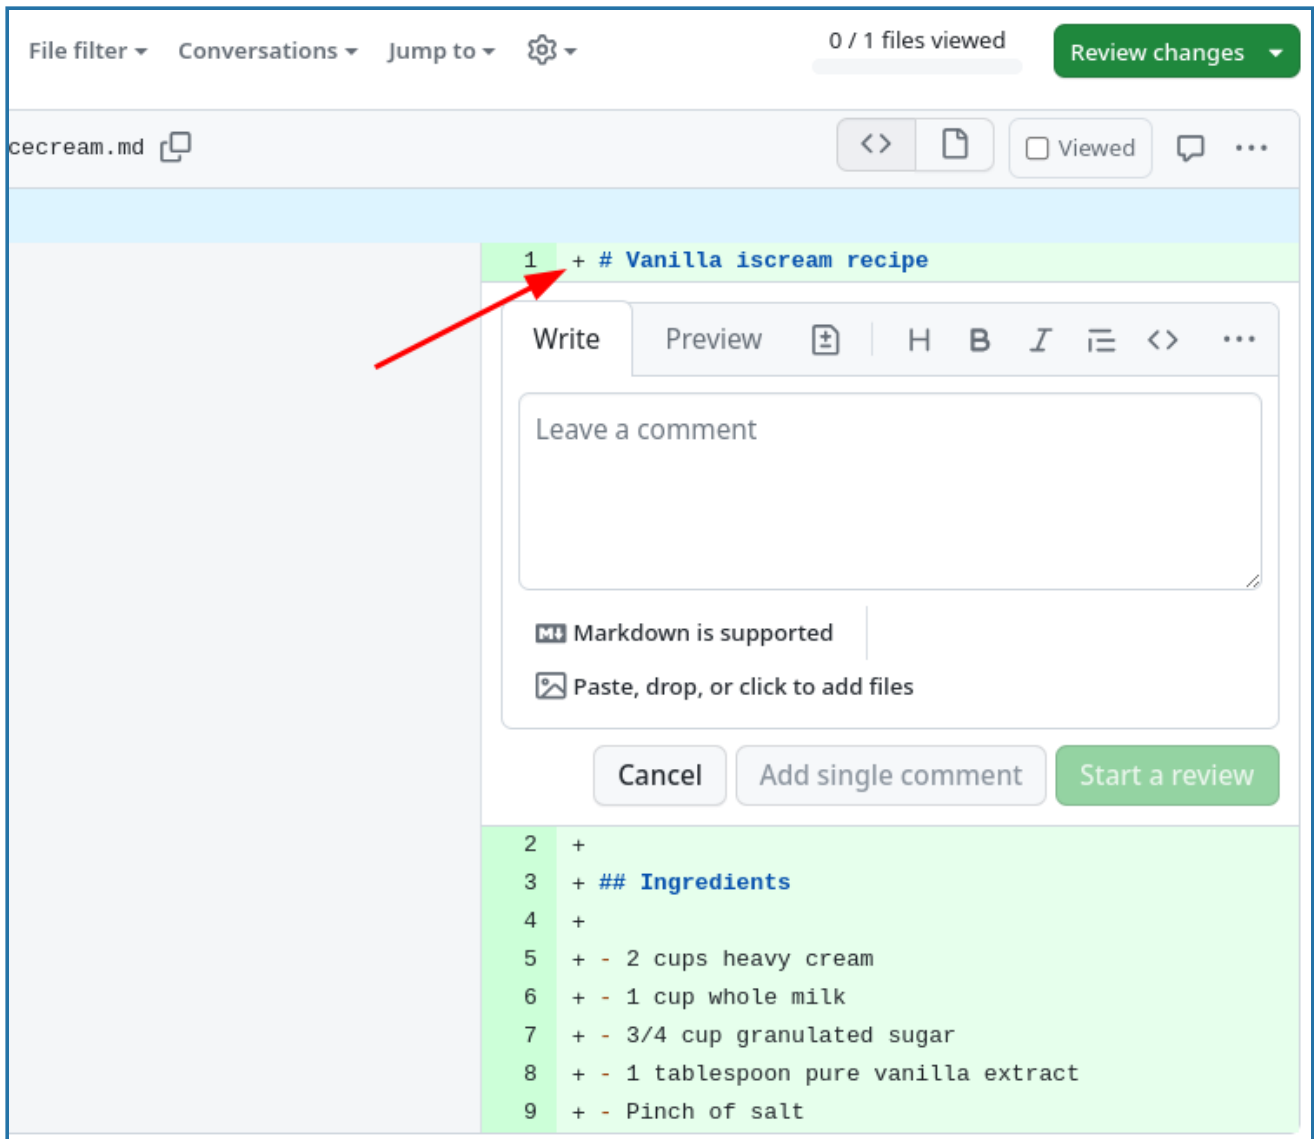 File filter Conversations Jump to 0 / 1 files viewed Review changes
cecream.md Viewed
1 + # Vanilla iscream recipe
Write Preview H B I <> ...
Leave a comment
Markdown is supported
Paste, drop, or click to add files
Cancel Add single comment Start a review
2 +
3 + ## Ingredients
4 +
5 + - 2 cups heavy cream
6 + - 1 cup whole milk
7 + - 3/4 cup granulated sugar
8 + - 1 tablespoon pure vanilla extract
9 + - Pinch of salt